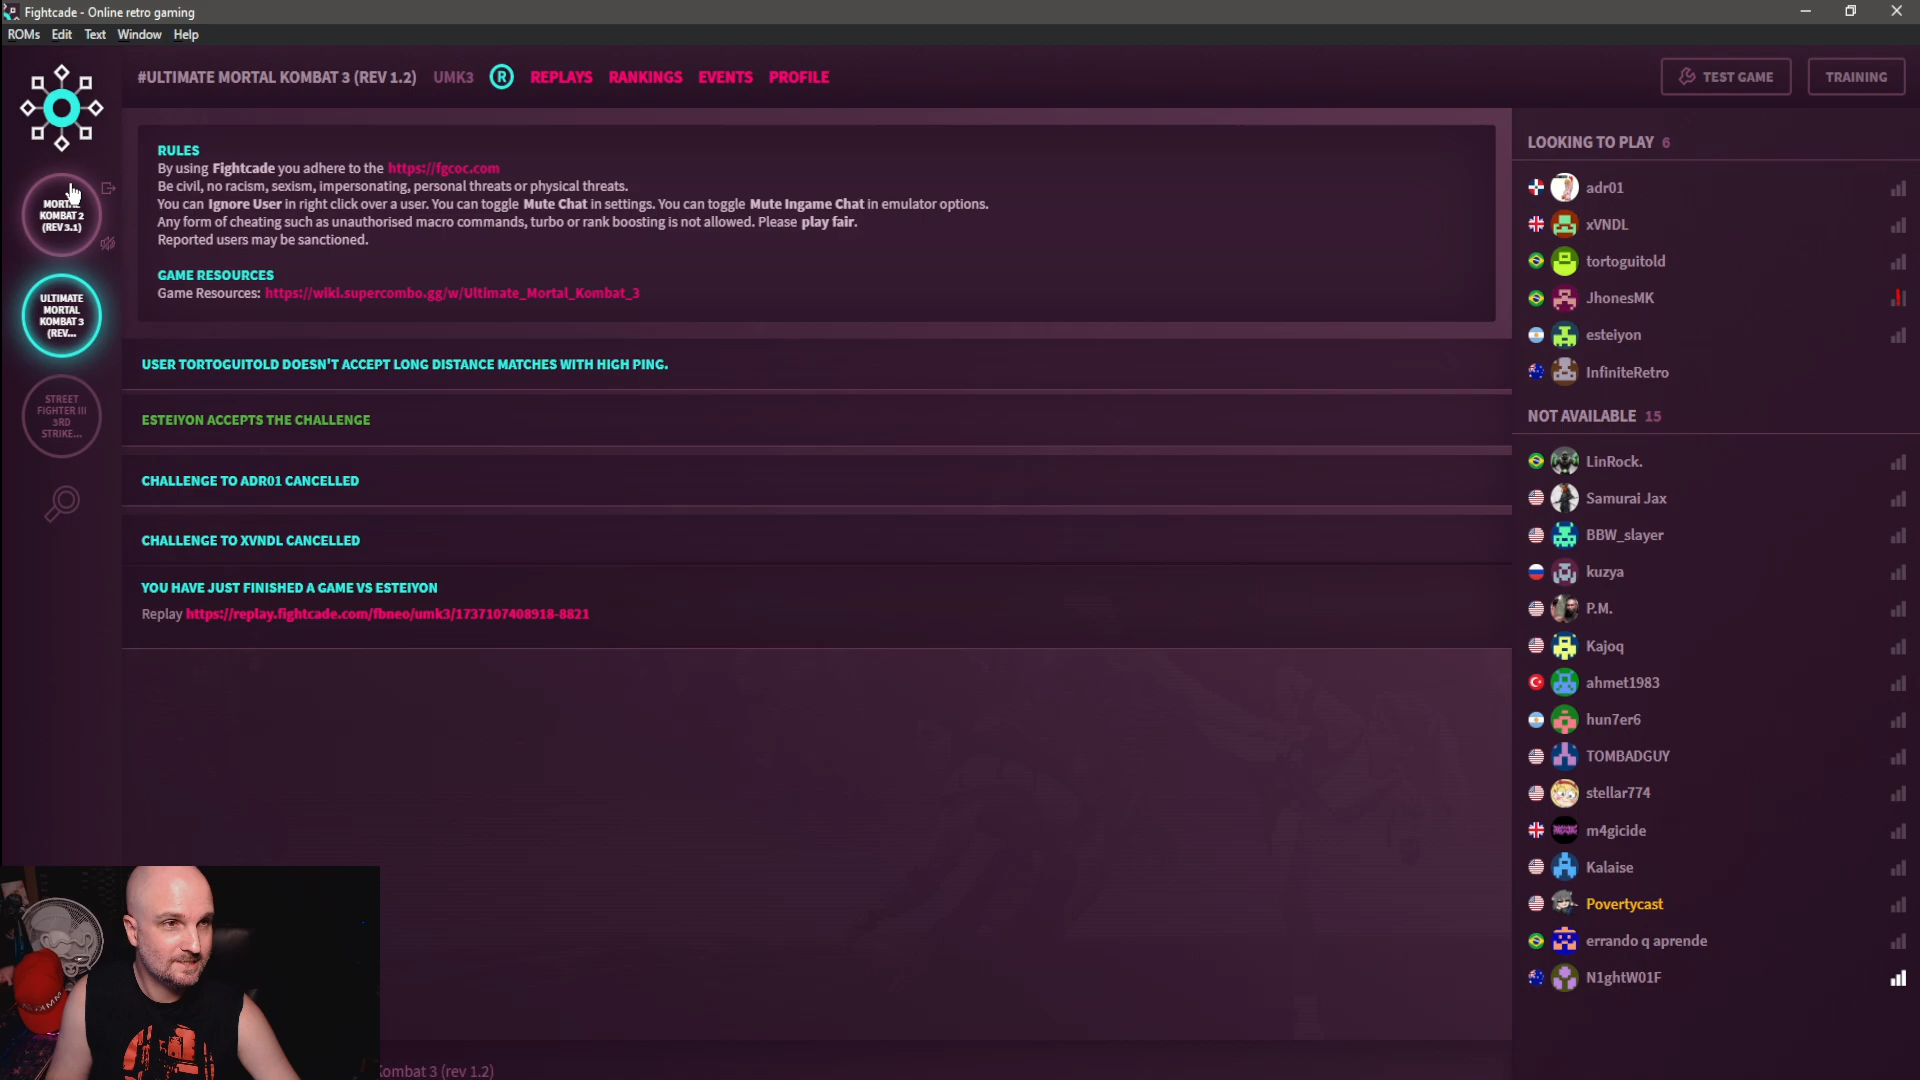 Fightcade - Online retro gaming
ROMs Edit Text Window Help
#ULTIMATE MORTAL KOMBAT 3 (REV 1.2) UMK3 R REPLAYS RANKINGS EVENTS PROFILE
TEST GAME TRAINING
MORTAL
KOMBAT 2
(REV 3.1)
ULTIMATE
MORTAL
KOMBAT 3
(REV...
STREET
FIGHTER III
3RD
STRIKE...
RULES
By using Fightcade you adhere to the https://fgcoc.com
Be civil, no racism, sexism, impersonating, personal threats or physical threats.
You can Ignore User in right click over a user. You can toggle Mute Chat in settings. You can toggle Mute Ingame Chat in emulator options.
Any form of cheating such as unauthorised macro commands, turbo or rank boosting is not allowed. Please play fair.
Reported users may be sanctioned.
GAME RESOURCES
Game Resources: https://wiki.supercombo.gg/w/Ultimate_Mortal_Kombat_3
USER TORTOGUITOLD DOESN'T ACCEPT LONG DISTANCE MATCHES WITH HIGH PING.
ESTEIYON ACCEPTS THE CHALLENGE
CHALLENGE TO ADR01 CANCELLED
CHALLENGE TO XVNDL CANCELLED
YOU HAVE JUST FINISHED A GAME VS ESTEIYON
Replay https://replay.fightcade.com/fbneo/umk3/1737107408918-8821
LOOKING TO PLAY 6
adr01
xVNDL
tortoguitold
JhonesMK
esteiyon
InfiniteRetro
NOT AVAILABLE 15
LinRock.
Samurai Jax
BBW_slayer
kuzya
P.M.
Kajoq
ahmet1983
hun7er6
TOMBADGUY
stellar774
m4gicide
Kalaise
Povertycast
errando q aprende
N1ghtW01F
ombat 3 (rev 1.2)